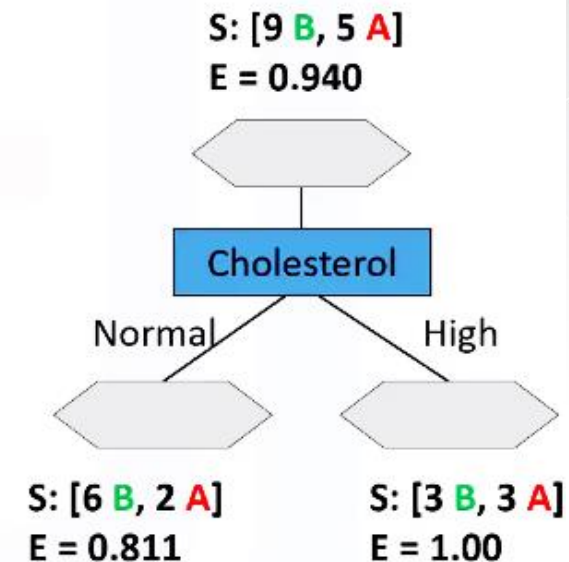 S: [9 B, 5 A]
E = 0.940
Cholesterol
Normal
High
S: [6 B, 2 A]
E = 0.811
S: [3 B, 3 A]
E = 1.00